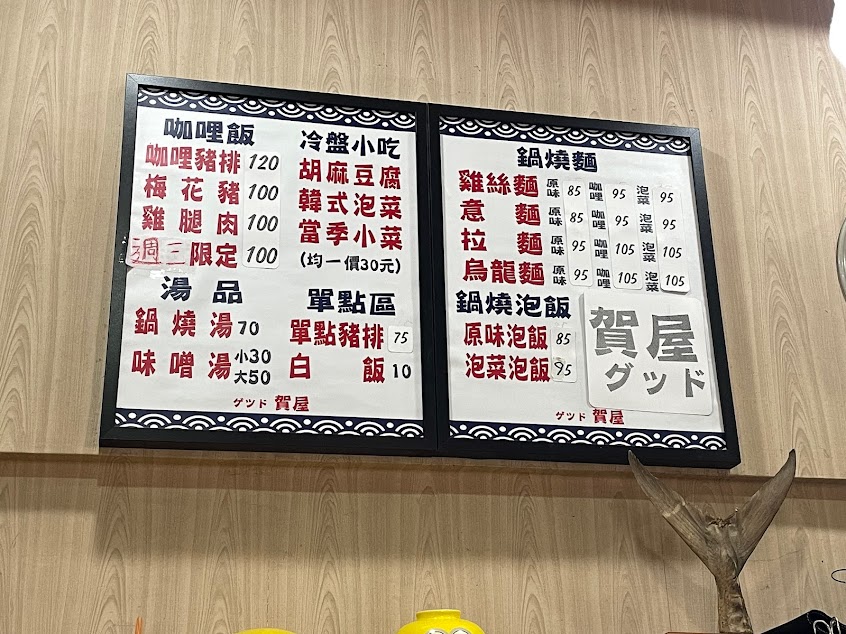 咖哩飯
咖哩豬排 120
梅花豬 100
雞腿肉 100
週三限定 100
湯品
鍋燒湯 70
味噌湯 小30
大50
冷盤小吃
胡麻豆腐
韓式泡菜
當季小菜
(均一價30元)
單點區
單點豬排 75
白飯 10
ゲツド 賀屋
鍋燒麵
雞絲麵 原味 85 咖哩 95 泡菜 95
意麵 原味 85 咖哩 95 泡菜 95
拉麵 原味 95 咖哩 105 泡菜 105
烏龍麵 原味 95 咖哩 105 泡菜 105
鍋燒泡飯
原味泡飯 85
泡菜泡飯 95
賀屋
グッド
ゲツド 賀屋